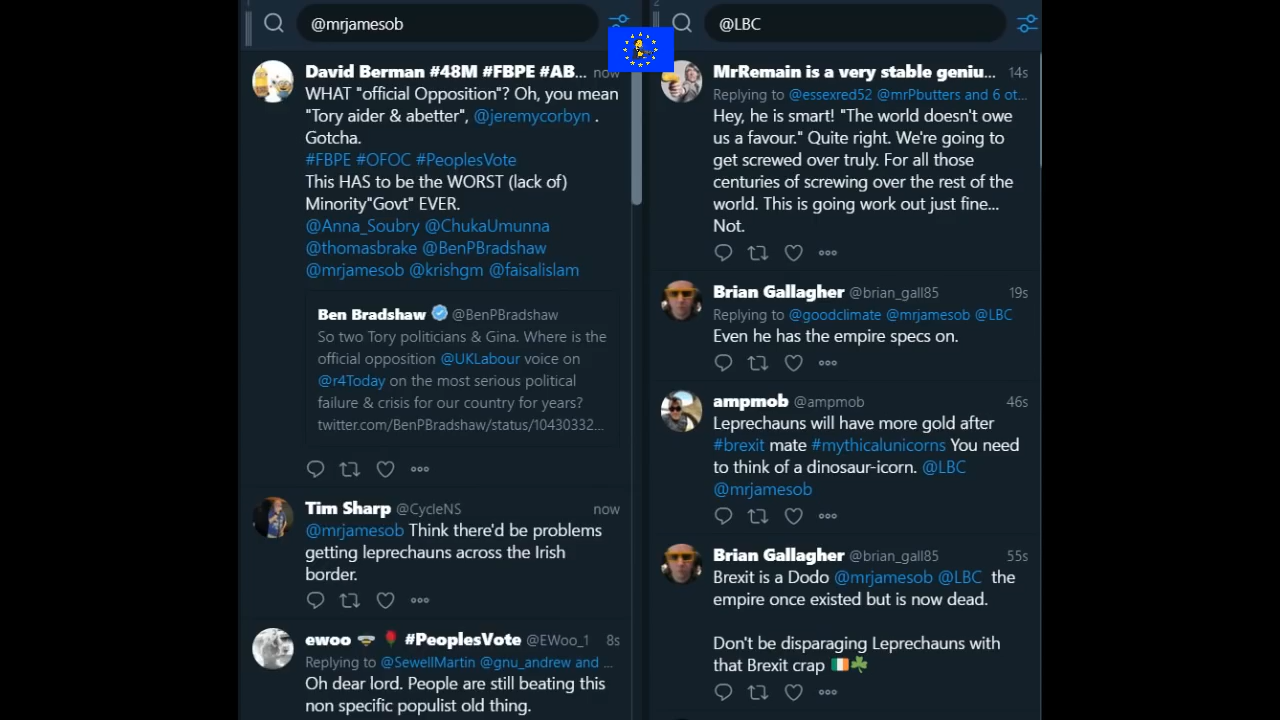 @mrjamesob
David Berman #48M #FBPE #AB... now
WHAT "official Opposition"? Oh, you mean
"Tory aider & abetter", @jeremycorbyn .
Gotcha.
#FBPE #OFOC #PeoplesVote
This HAS to be the WORST (lack of)
Minority"Govt" EVER.
@Anna_Soubry @ChukaUmunna
@thomasbrake @BenPBradshaw
@mrjamesob @krishgm @faisalislam
Ben Bradshaw @BenPBradshaw
So two Tory politicians & Gina. Where is the
official opposition @UKLabour voice on
@r4Today on the most serious political
failure & crisis for our country for years?
twitter.com/BenPBradshaw/status/10430332...
Tim Sharp @CycleNS now
@mrjamesob Think there'd be problems
getting leprechauns across the Irish
border.
ewoo #PeoplesVote @EWoo_1 8s
Replying to @SewellMartin @gnu_andrew and ...
Oh dear lord. People are still beating this
non specific populist old thing.
2
@LBC
MrRemain is a very stable geniu... 14s
Replying to @essexred52 @mrPbutters and 6 ot...
Hey, he is smart! "The world doesn't owe
us a favour." Quite right. We're going to
get screwed over truly. For all those
centuries of screwing over the rest of the
world. This is going work out just fine...
Not.
Brian Gallagher @brian_gall85 19s
Replying to @goodclimate @mrjamesob @LBC
Even he has the empire specs on.
ampmob @ampmob 46s
Leprechauns will have more gold after
#brexit mate #mythicalunicorns You need
to think of a dinosaur-icorn. @LBC
@mrjamesob
Brian Gallagher @brian_gall85 55s
Brexit is a Dodo @mrjamesob @LBC the
empire once existed but is now dead.
Don't be disparaging Leprechauns with
that Brexit crap 🇮🇪☘️